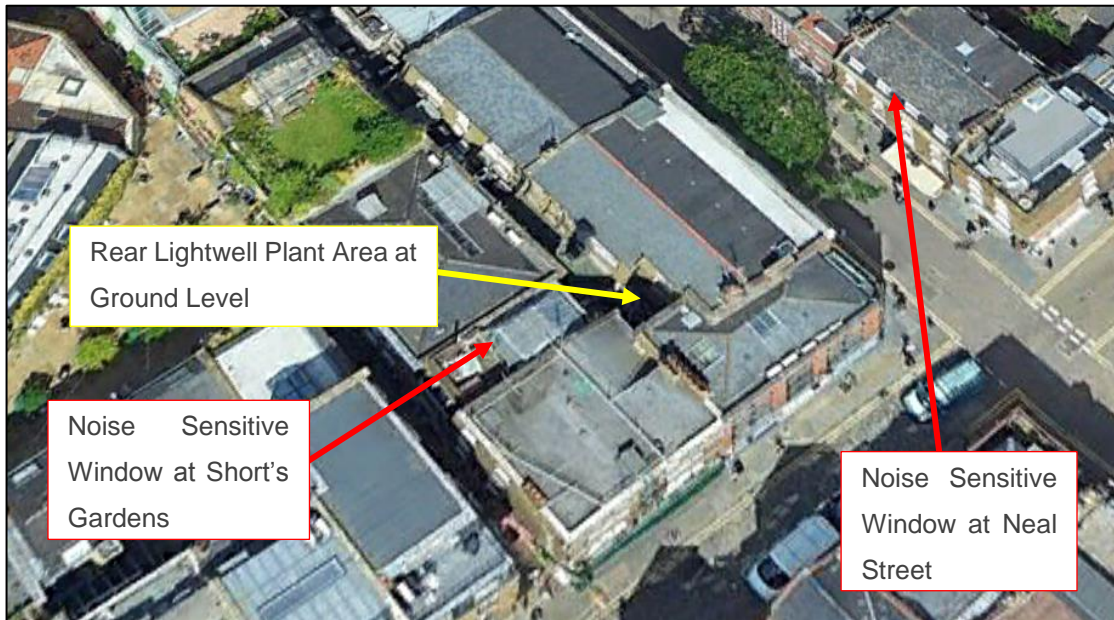 Rear Lightwell Plant Area at
Ground Level
Noise Sensitive
Window at Short's
Gardens
Noise Sensitive
Window at Neal
Street